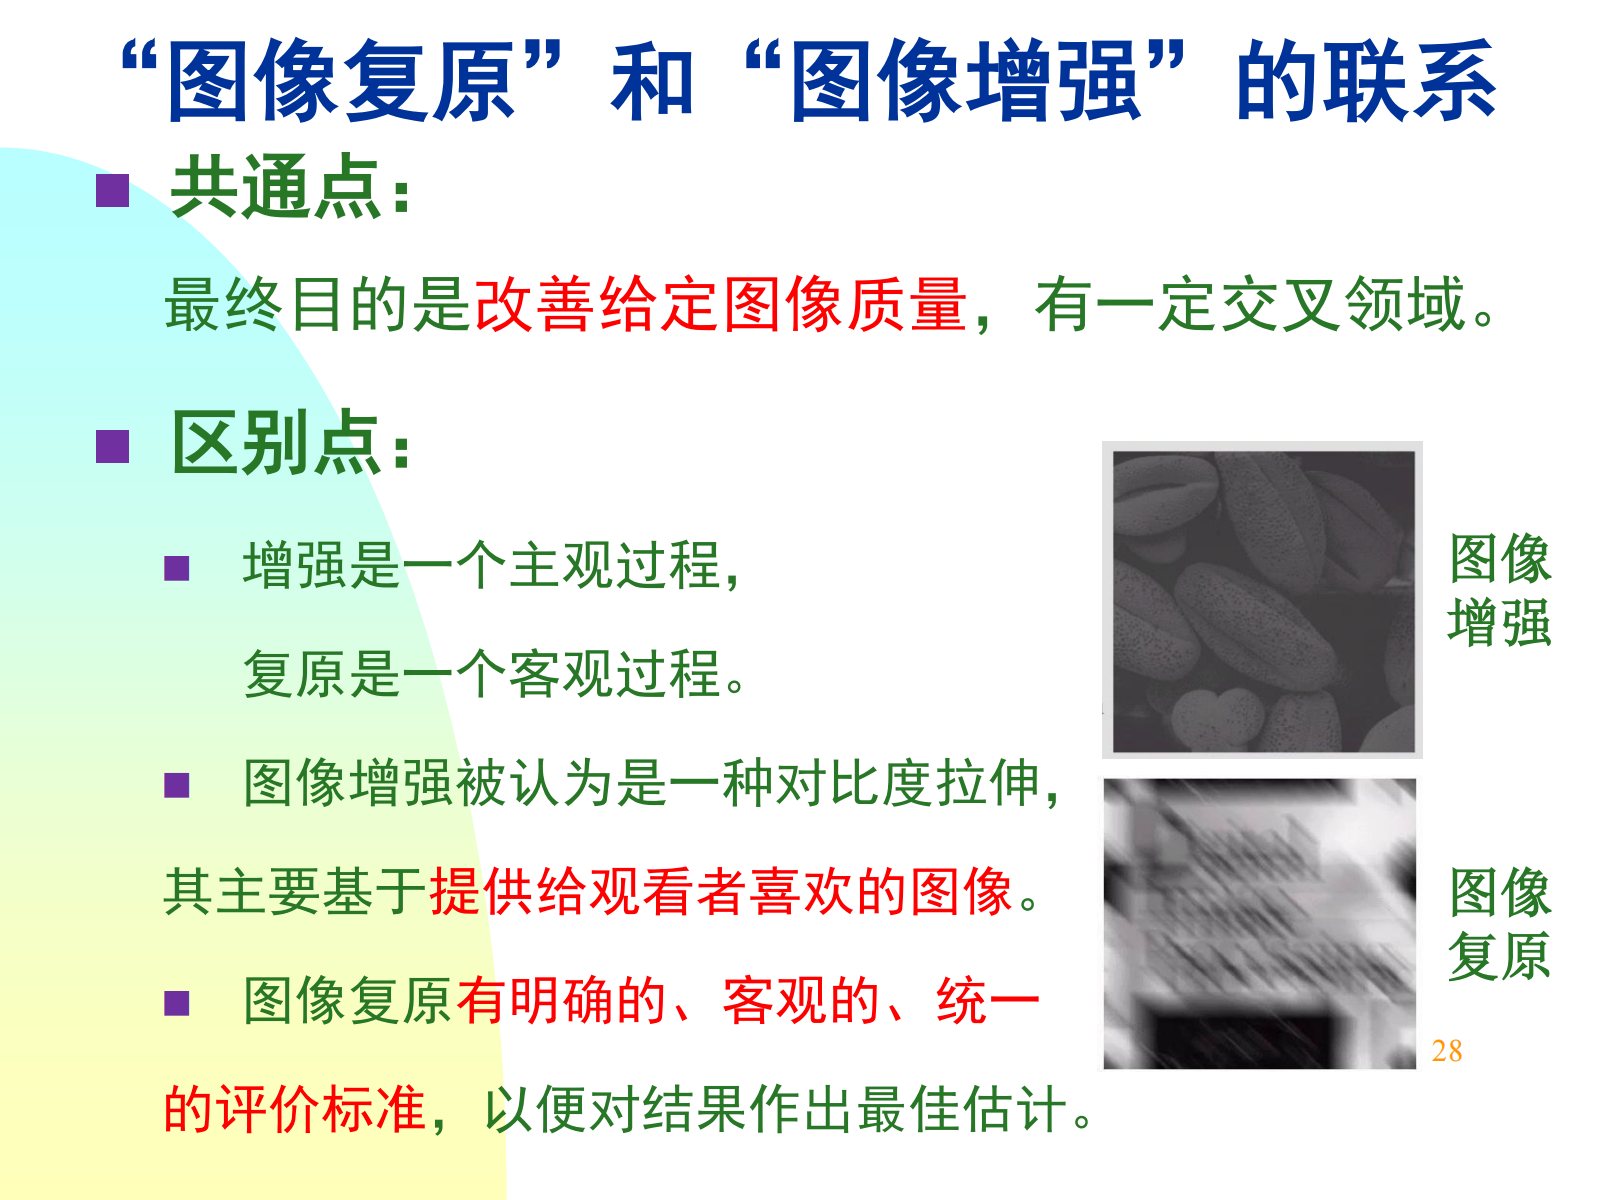 “图像复原”和“图像增强”的联系
共通点：
最终目的是改善给定图像质量，有一定交叉领域。
区别点：
增强是一个主观过程，
复原是一个客观过程。
图像增强被认为是一种对比度拉伸，
其主要基于提供给观看者喜欢的图像。
图像复原有明确的、客观的、统一
的评价标准，以便对结果作出最佳估计。
图像
增强
图像
复原
28